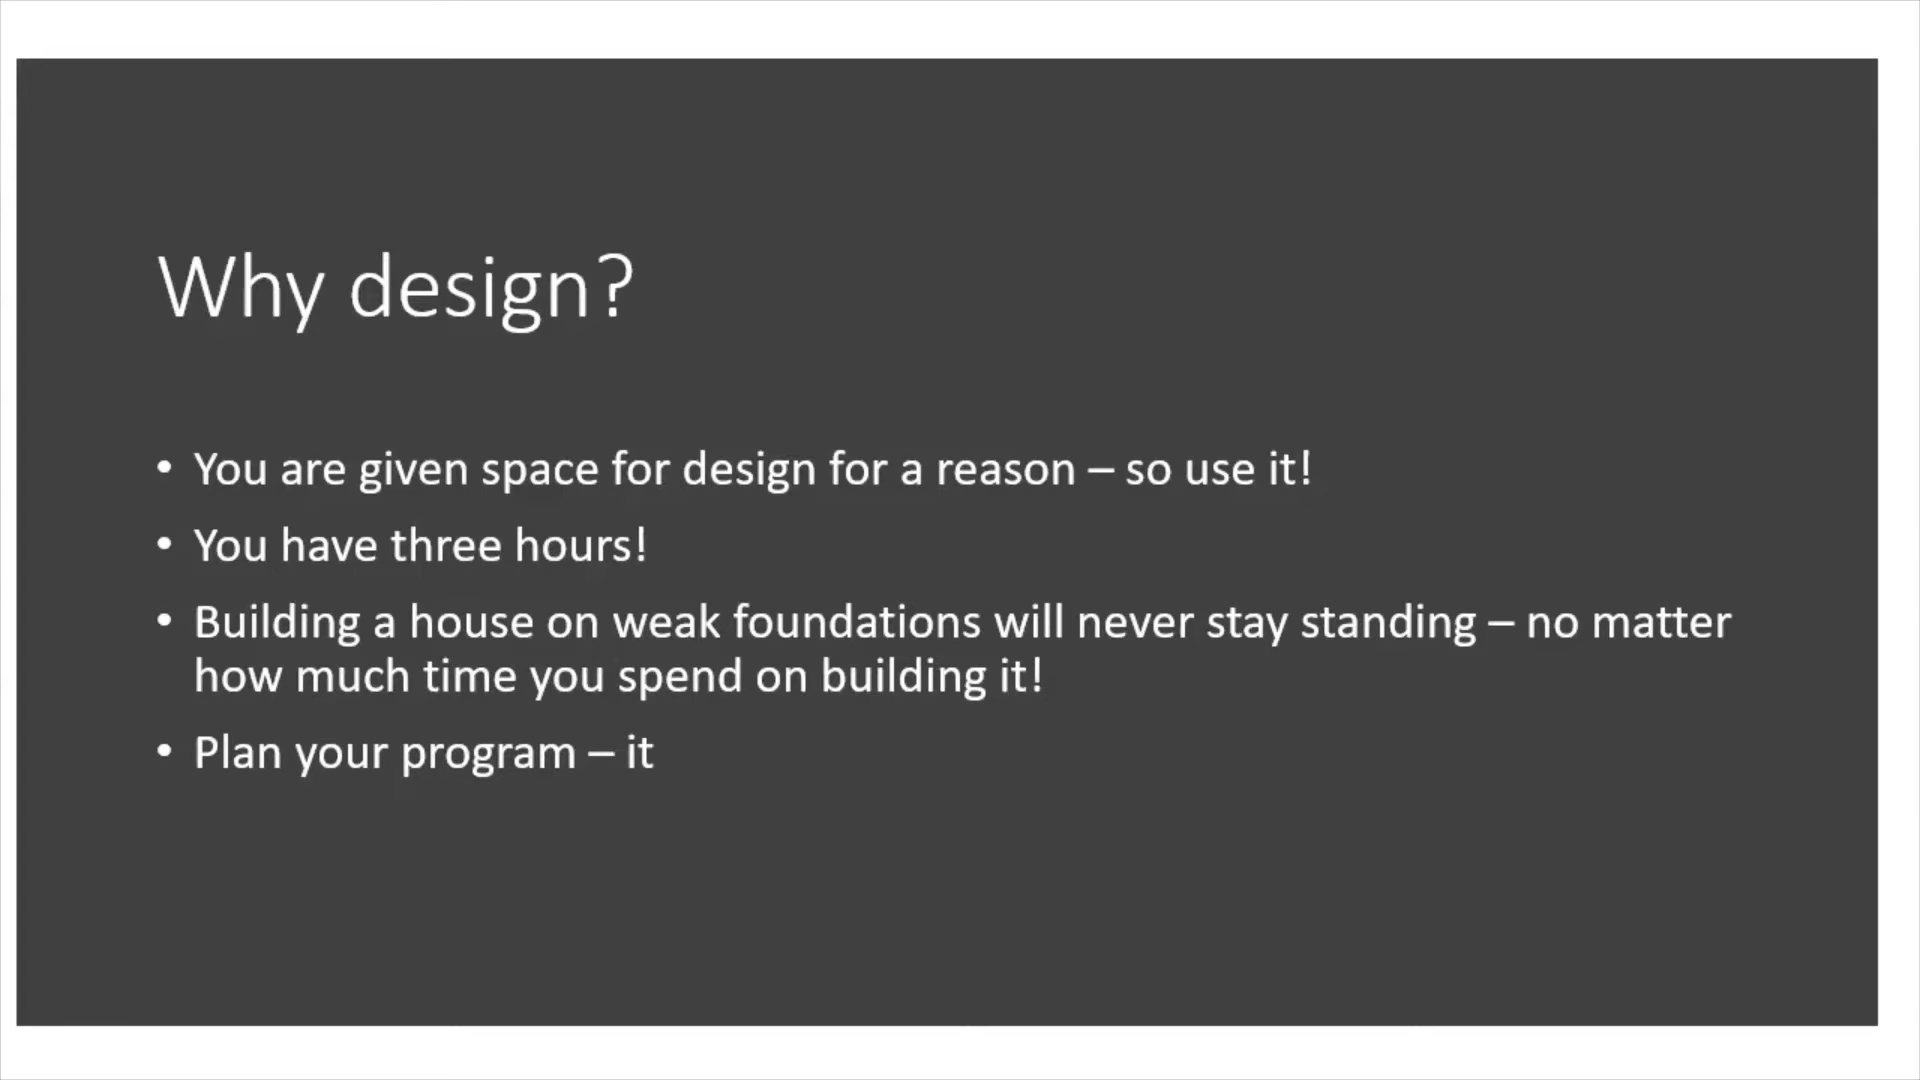 Why design?
• You are given space for design for a reason – so use it!
• You have three hours!
• Building a house on weak foundations will never stay standing – no matter
how much time you spend on building it!
• Plan your program – it